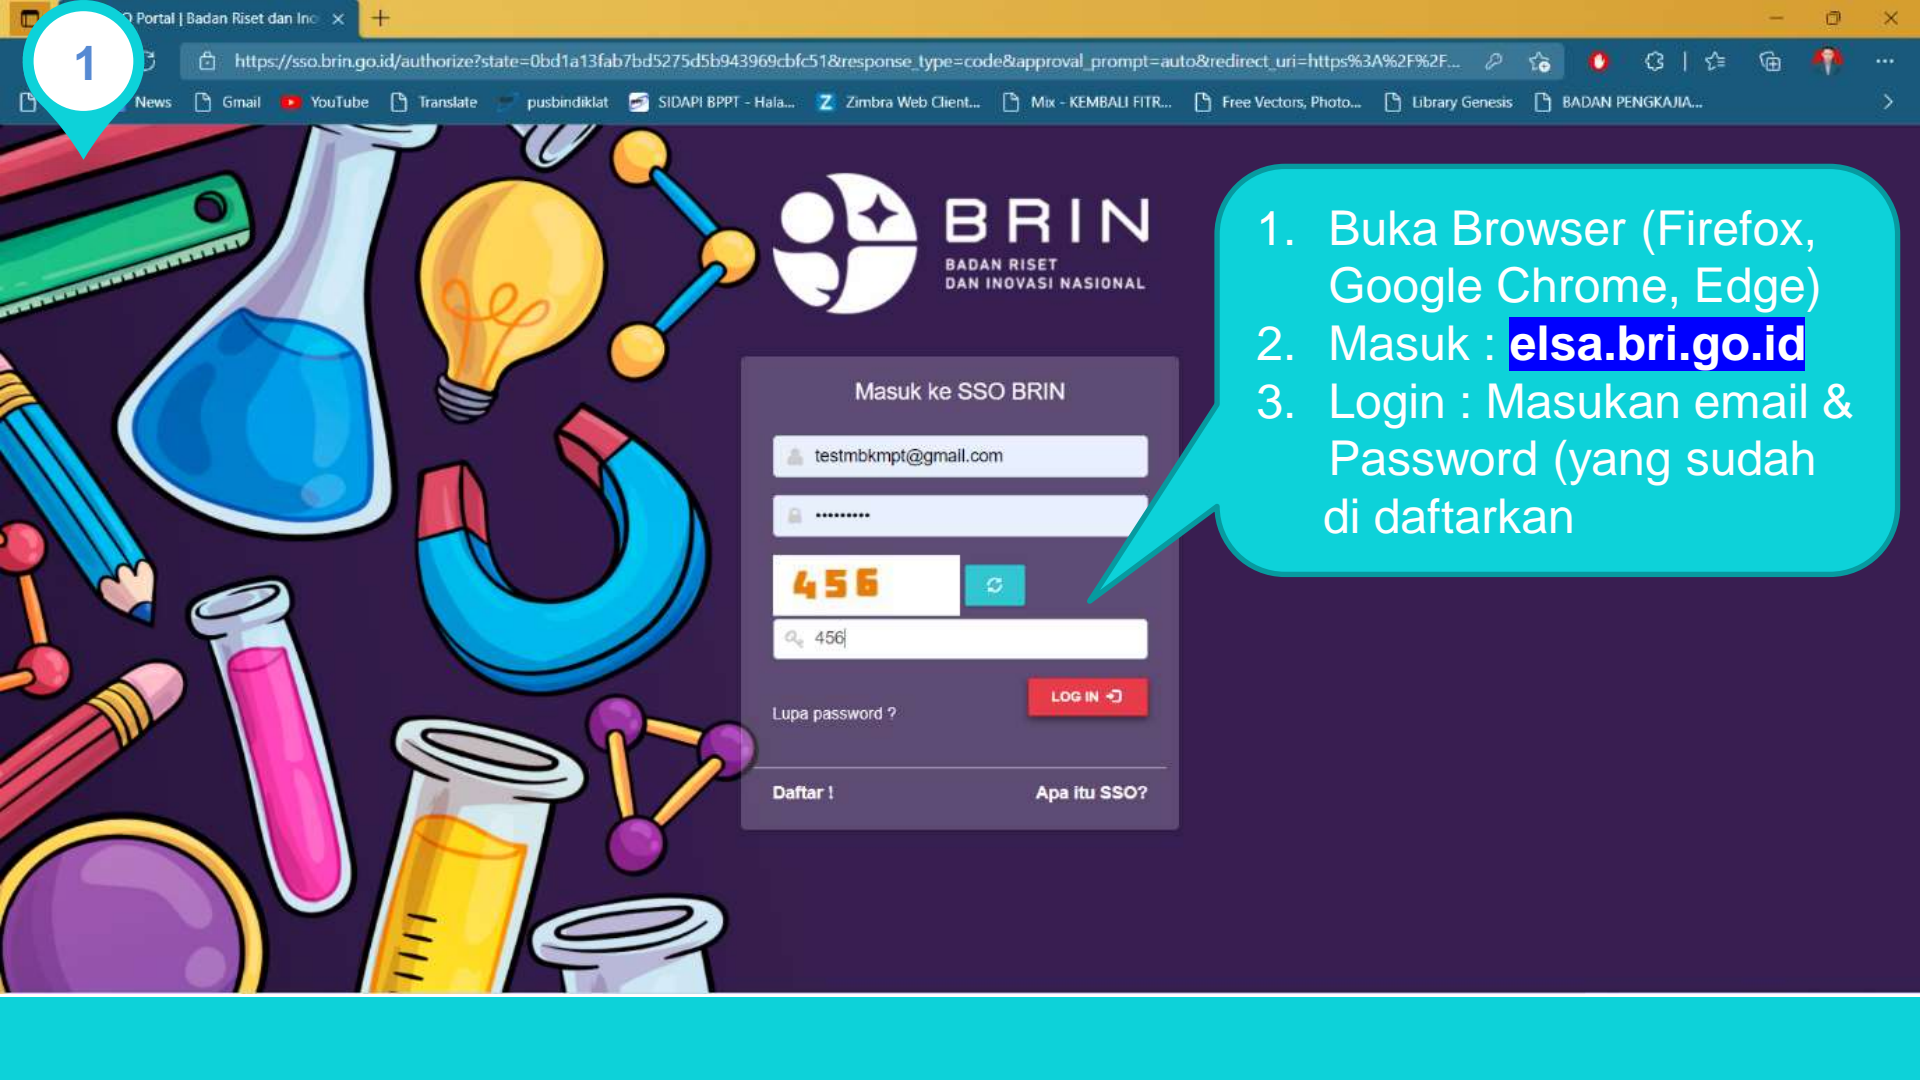 Portal | Badan Riset dan Ino
1
https://sso.brin.go.id/authorize?state=0bd1a13fab7bd5275d5b943969cbfc51&response_type=code&approval_prompt=auto&redirect_uri=https%3A%2F%2F...
News Gmail YouTube Translate pusbindiklat SIDAPI BPPT - Hala... Zimbra Web Client... Mix - KEMBALI FITR... Free Vectors, Photo... Library Genesis BADAN PENGKAJIA...
BRIN
BADAN RISET
DAN INOVASI NASIONAL
Masuk ke SSO BRIN
testmbkmpt@gmail.com
•••••••••
456
456
LOG IN
Lupa password ?
Daftar !
Apa itu SSO?
1. Buka Browser (Firefox,
Google Chrome, Edge)
2. Masuk : elsa.bri.go.id
3. Login : Masukan email &
Password (yang sudah
di daftarkan